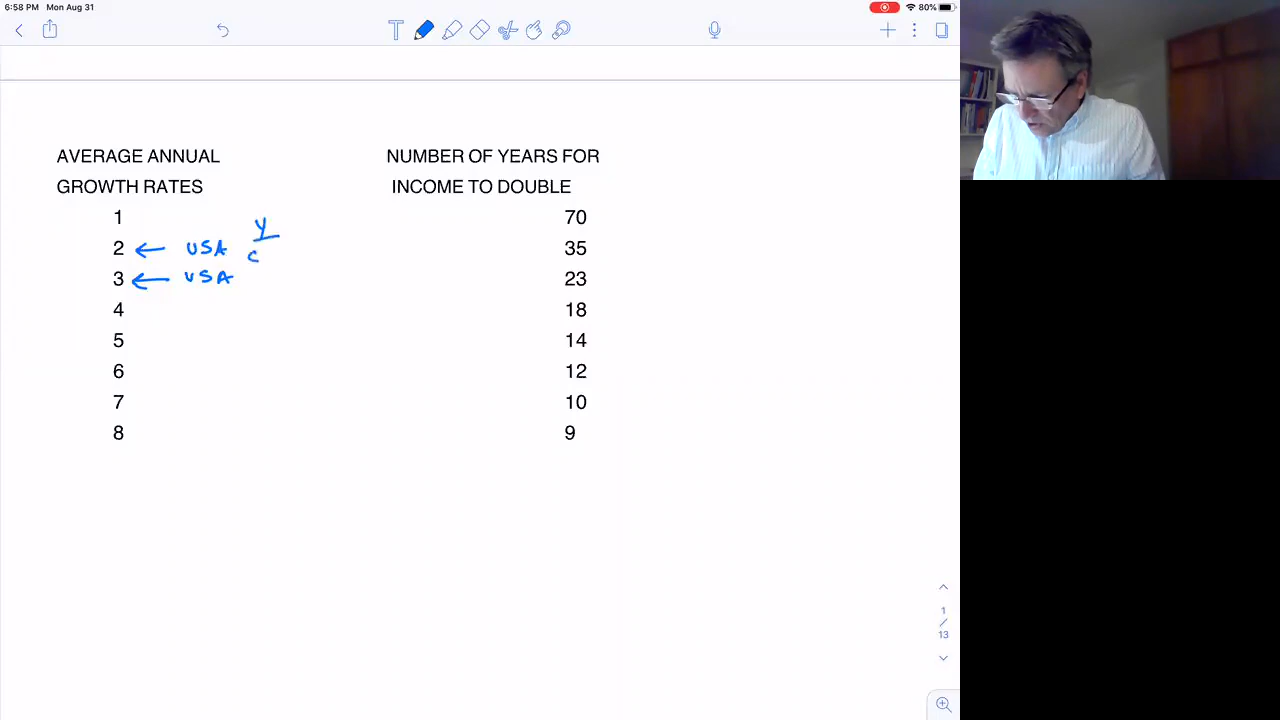 6:58 PM Mon Aug 31 80%
T
AVERAGE ANNUAL NUMBER OF YEARS FOR
GROWTH RATES INCOME TO DOUBLE
1 70
2 ← USA Y 35
C
3 ← USA 23
4 18
5 14
6 12
7 10
8 9
1
/
13